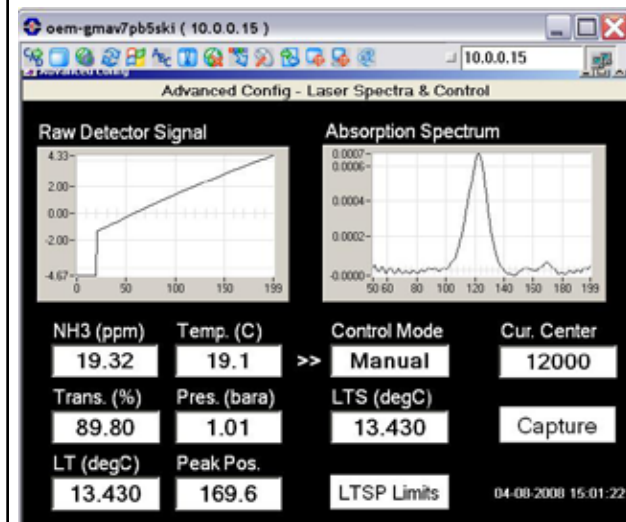 oem-gmav7pb5ski ( 10.0.0.15 )
10.0.0.15
Advanced Config
Advanced Config - Laser Spectra & Control
Raw Detector Signal
Absorption Spectrum
4.33
2.00
0.00
-2.00
-4.67
0 50 100 150 199
0.0007
0.0006
0.0004
0.0002
-0.0000
50 60 80 100 120 140 160 180 199
NH3 (ppm) Temp. (C) Control Mode Cur. Center
19.32 19.1 >> Manual 12000
Trans. (%) Pres. (bara) LTS (degC)
89.80 1.01 13.430 Capture
LT (degC) Peak Pos.
13.430 169.6 LTSP Limits 04-08-2008 15:01:22